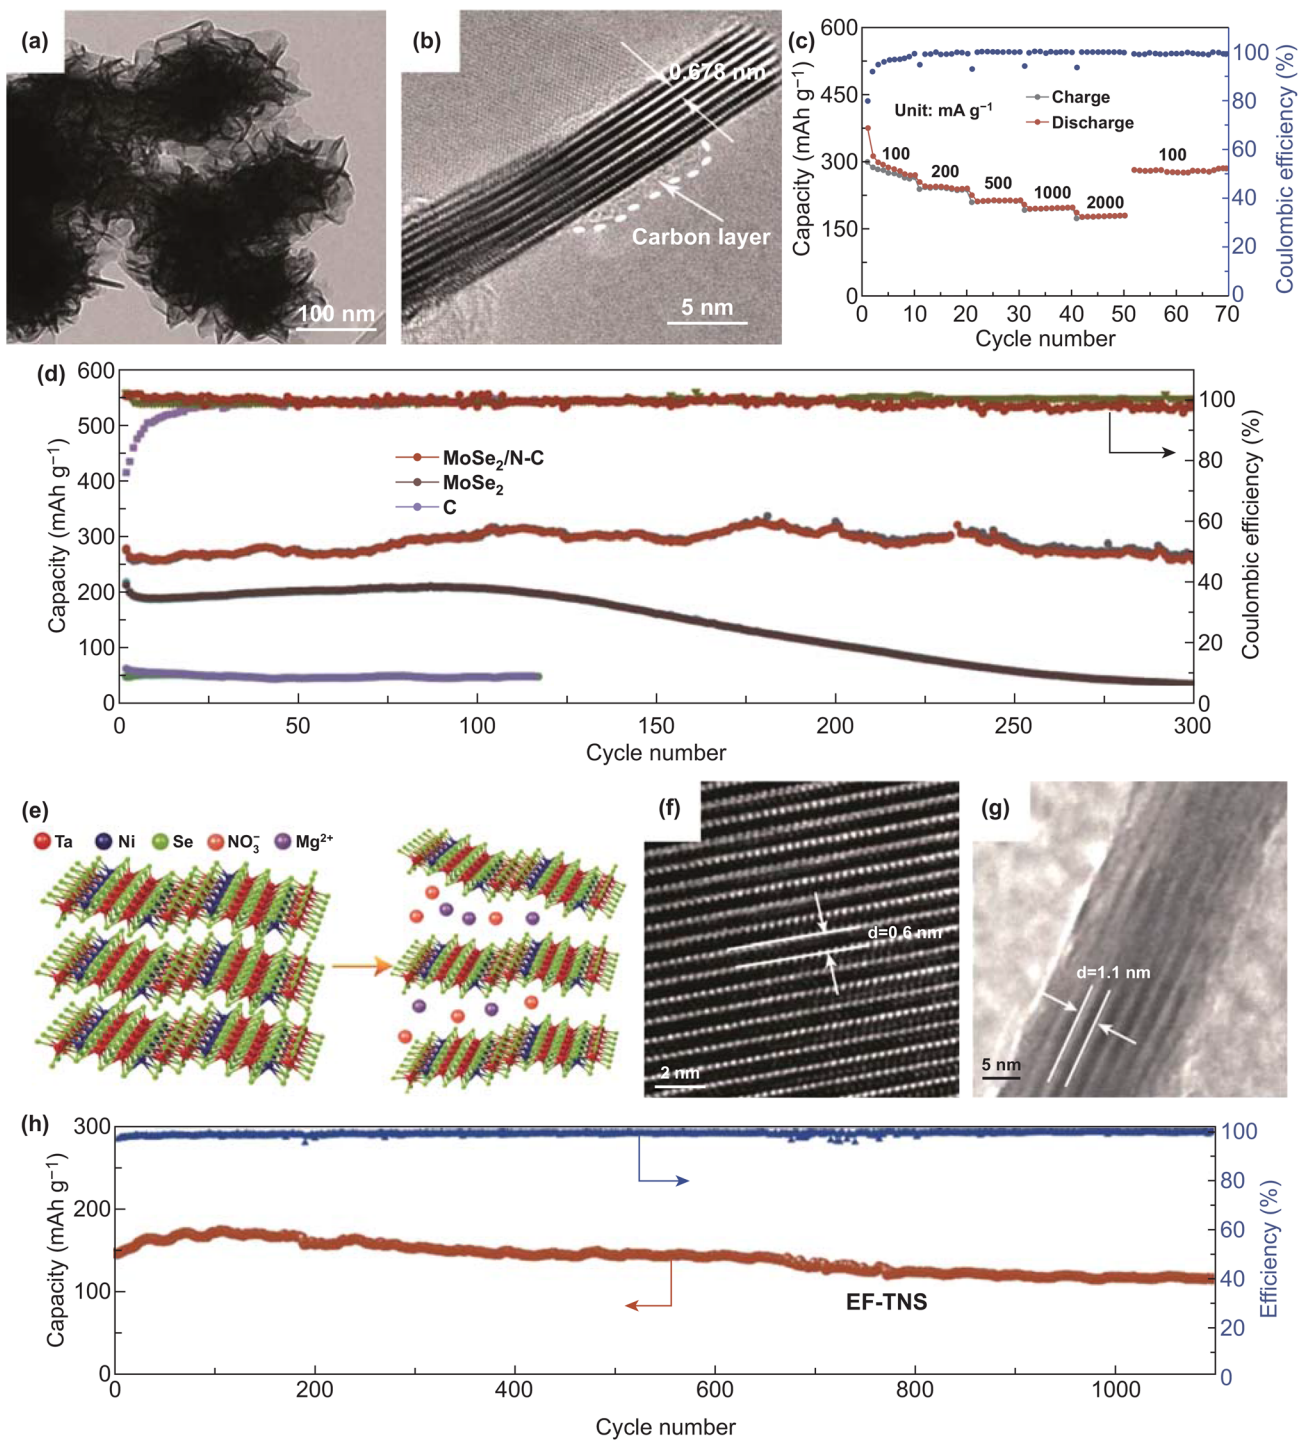 (a)
100 nm
(b)
0.678 nm
Carbon layer
5 nm
(c)
600
450
300
150
0
Capacity (mAh g−1)
Unit: mA g−1
Charge
Discharge
100
200
500
1000
2000
100
100
80
60
40
20
0
Coulombic efficiency (%)
0
10
20
30
40
50
60
70
Cycle number
(d)
600
500
400
300
200
100
0
Capacity (mAh g−1)
MoSe2/N-C
MoSe2
C
100
80
60
40
20
0
Coulombic efficiency (%)
0
50
100
150
200
250
300
Cycle number
(e)
Ta
Ni
Se
NO3−
Mg2+
(f)
d=0.6 nm
2 nm
(g)
d=1.1 nm
5 nm
(h)
300
200
100
0
Capacity (mAh g−1)
EF-TNS
100
80
60
40
20
0
Efficiency (%)
0
200
400
600
800
1000
Cycle number